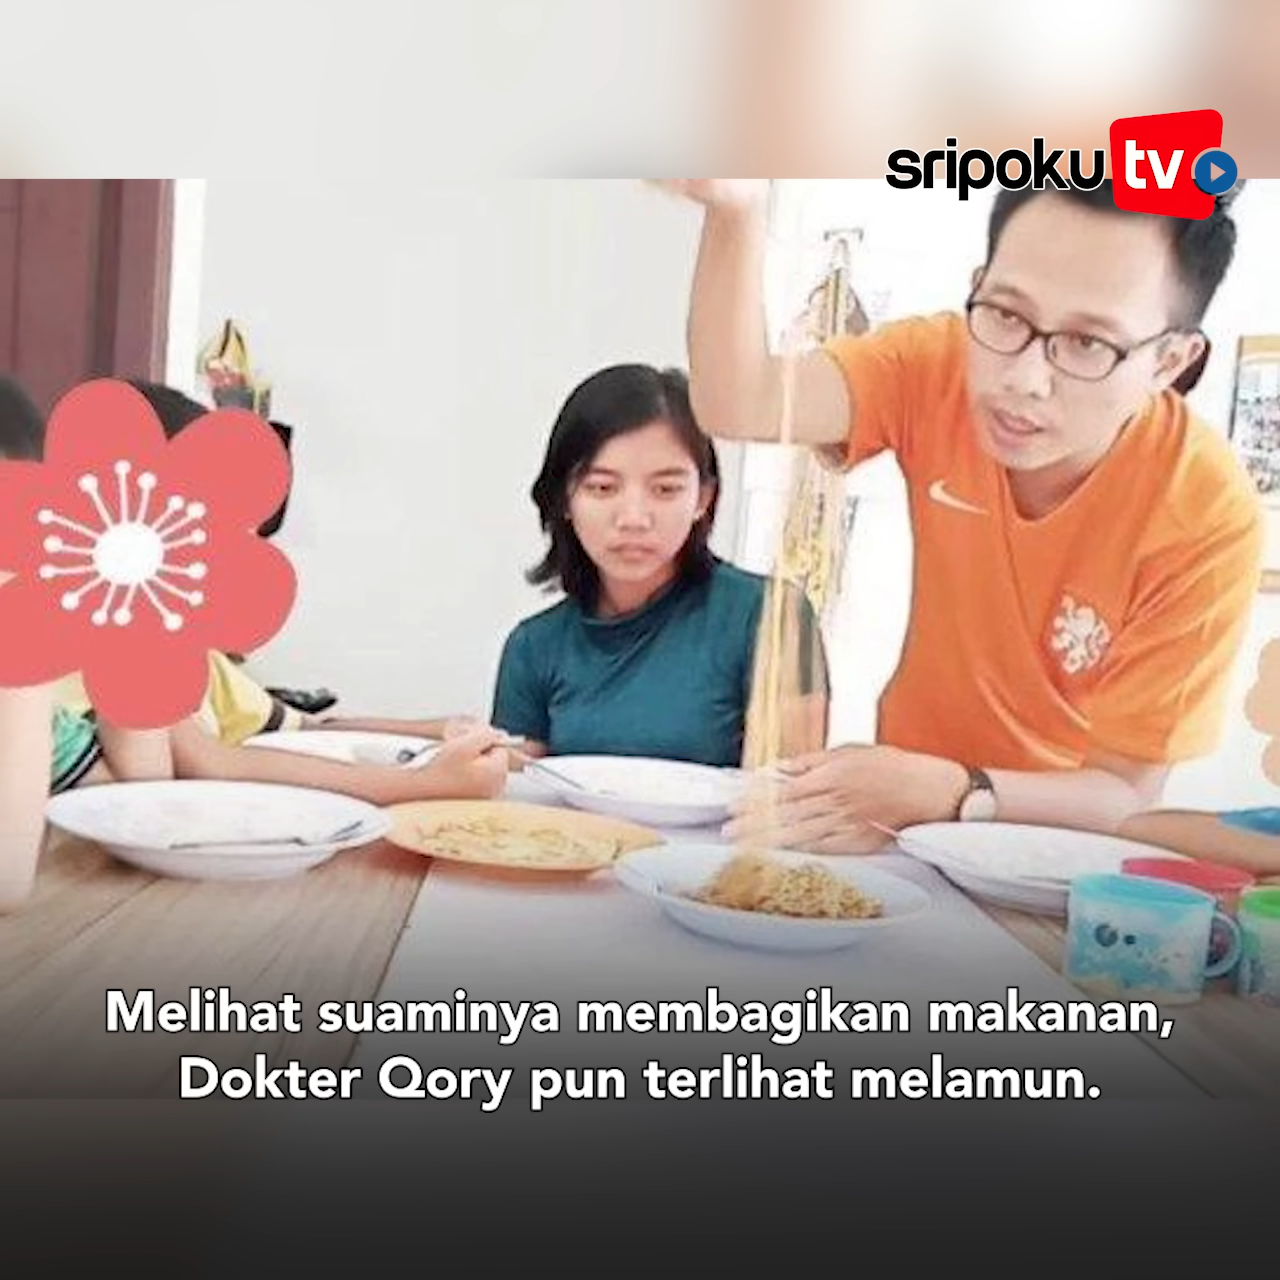 sripoku tv
Melihat suaminya membagikan makanan,
Dokter Qory pun terlihat melamun.